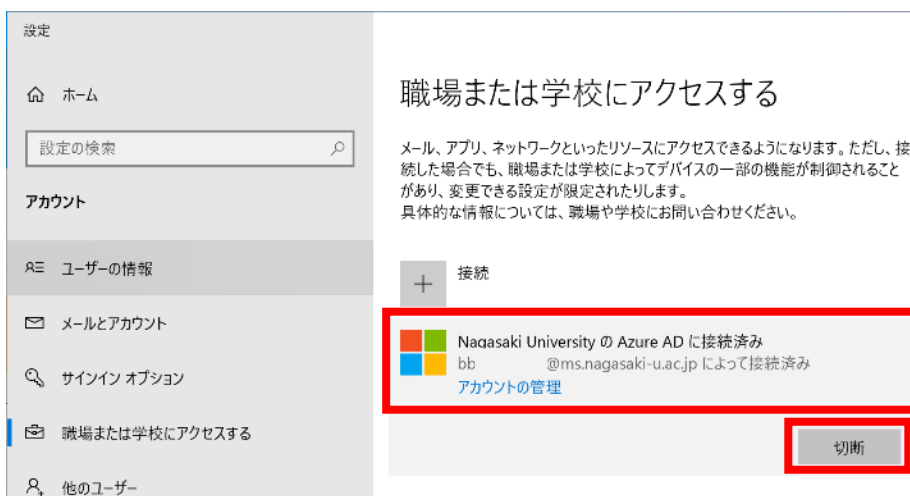 設定
ホーム
設定の検索
アカウント
ユーザーの情報
メールとアカウント
サインイン オプション
職場または学校にアクセスする
他のユーザー
職場または学校にアクセスする
メール、アプリ、ネットワークといったリソースにアクセスできるようになります。ただし、接
続した場合でも、職場または学校によってデバイスの一部の機能が制御されること
があり、変更できる設定が限定されたりします。
具体的な情報については、職場や学校にお問い合わせください。
接続
Nagasaki University の Azure AD に接続済み
bb @ms.nagasaki-u.ac.jp によって接続済み
アカウントの管理
切断